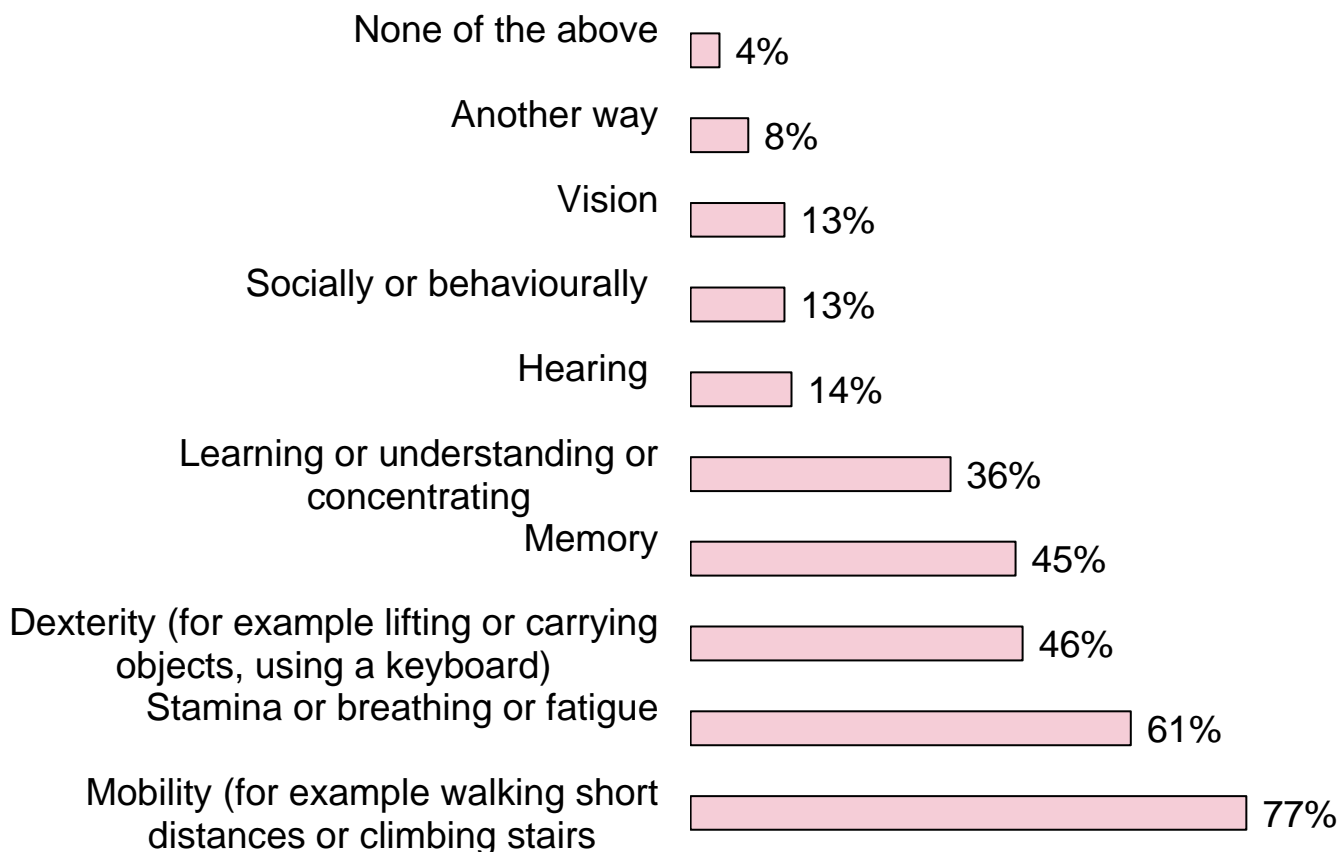 None of the above
4%
Another way
8%
Vision
13%
Socially or behaviourally
13%
Hearing
14%
Learning or understanding or
concentrating
36%
Memory
45%
Dexterity (for example lifting or carrying
objects, using a keyboard)
46%
Stamina or breathing or fatigue
61%
Mobility (for example walking short
distances or climbing stairs
77%